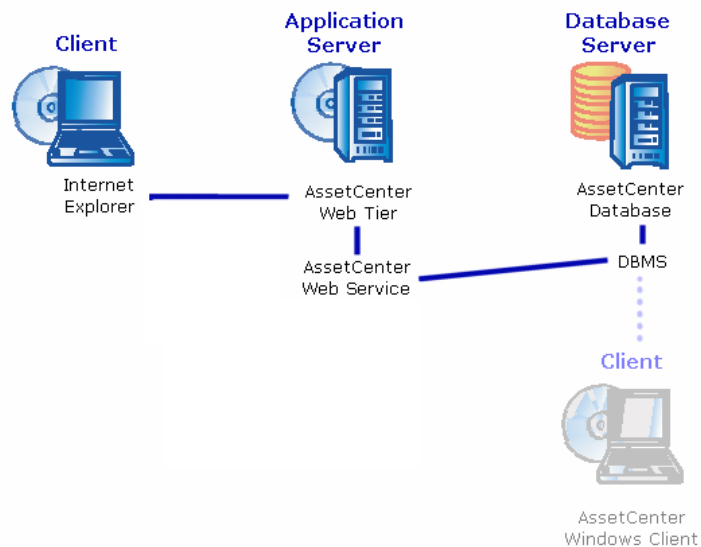 Client
Application
Server
Database
Server
Internet
Explorer
AssetCenter
Web Tier
AssetCenter
Database
AssetCenter
Web Service
DBMS
Client
AssetCenter
Windows Client